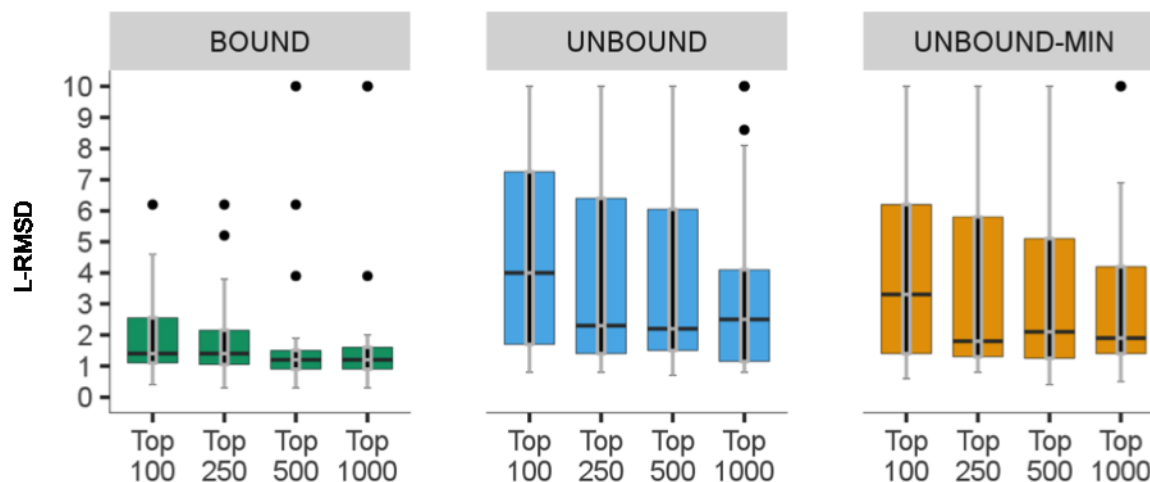 BOUND
UNBOUND
UNBOUND-MIN
L-RMSD
10
9
8
7
6
5
4
3
2
1
0
Top 100
Top 250
Top 500
Top 1000
Top 100
Top 250
Top 500
Top 1000
Top 100
Top 250
Top 500
Top 1000